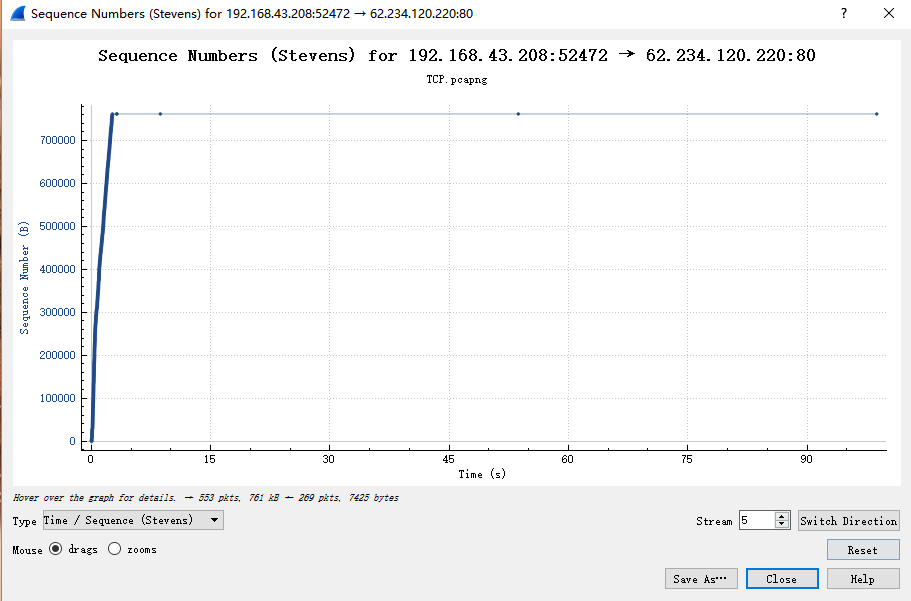 Sequence Numbers (Stevens) for 192.168.43.208:52472 → 62.234.120.220:80
?
Sequence Numbers (Stevens) for 192.168.43.208:52472 → 62.234.120.220:80
TCP.pcapng
Sequence Number (B)
700000
600000
500000
400000
300000
200000
100000
0
0 15 30 45 60 75 90
Time (s)
Hover over the graph for details. → 553 pkts, 761 kB ← 269 pkts, 7425 bytes
Type Time / Sequence (Stevens) Stream 5 Switch Direction
Mouse drags zooms Reset
Save As… Close Help